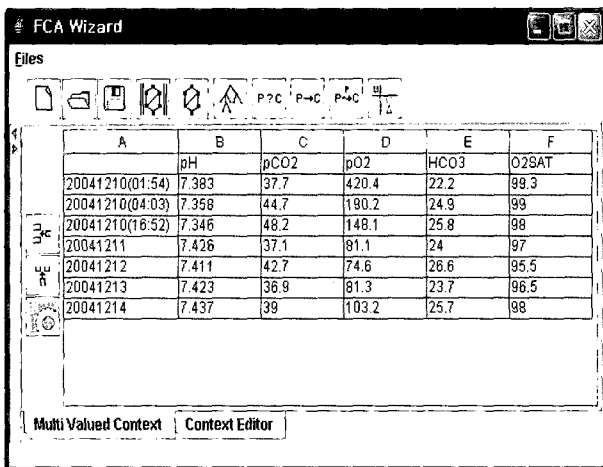 FCA Wizard
Files
P?C P→C
A B C D E F
pH pCO2 pO2 HCO3 O2SAT
20041210(01:54) 7.383 37.7 420.4 22.2 99.3
20041210(04:03) 7.358 44.7 180.2 24.9 99
20041210(16:52) 7.346 48.2 148.1 25.8 98
20041211 7.426 37.1 81.1 24 97
20041212 7.411 42.7 74.6 26.6 95.5
20041213 7.423 36.9 81.3 23.7 96.5
20041214 7.437 39 103.2 25.7 98
Multi Valued Context Context Editor